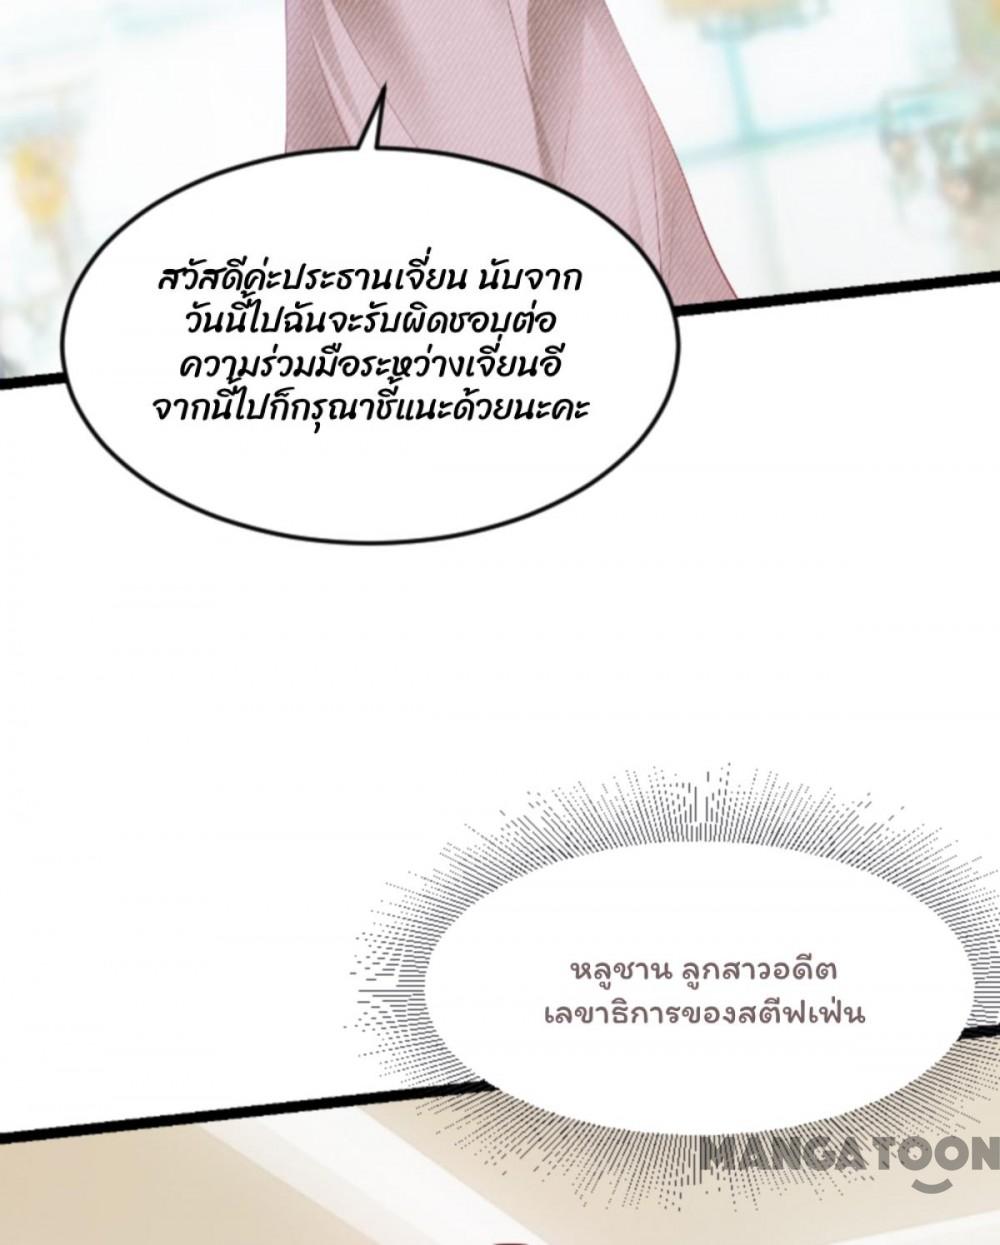 สวัสดีค่ะประธานเจี่ยน นับจาก
วันนี้ไปฉันจะรับผิดชอบต่อ
ความร่วมมือระหว่างเจี่ยนอี
จากนี้ไปก็กรุณาชี้แนะด้วยนะคะ
หลูซาน ลูกสาวอดีต
เลขาธิการของสตีฟเฟ่น
MANGATOON